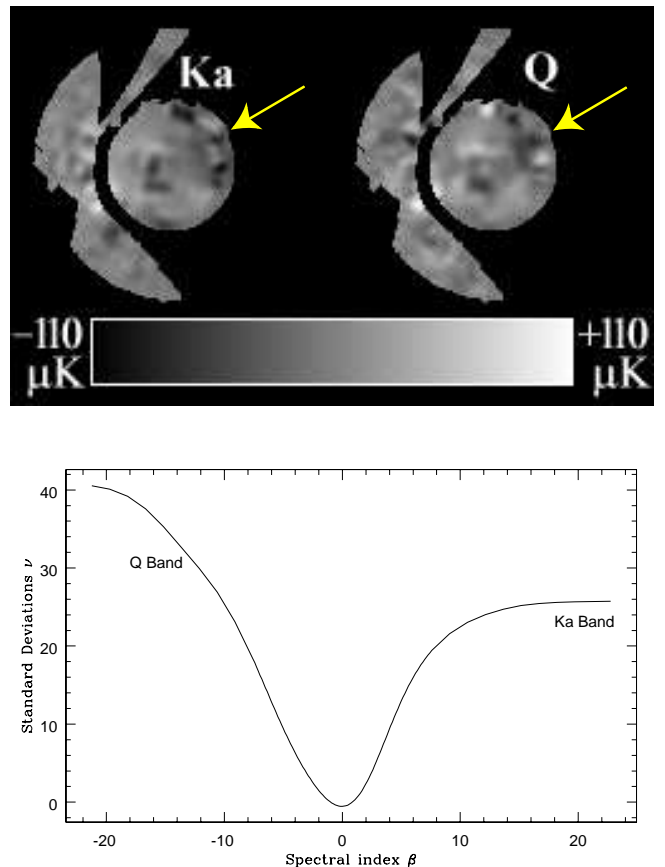 Ka Q
−110 +110
μK μK
40
30
20
10
0
Q Band
Ka Band
-20 -10 0 10 20
Standard Deviations ν
Spectral index β